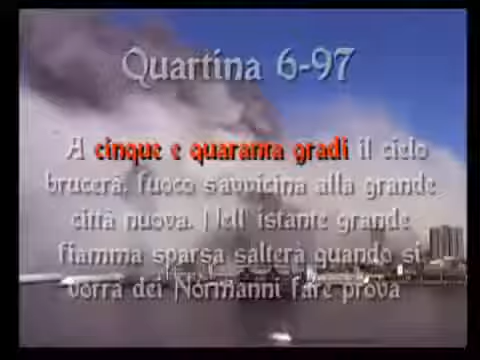 Quartina 6-97
A cinque e quaranta gradi il cielo
brucerà, fuoco s'avvicina alla grande
città nuova. Nell' istante grande
fiamma sparsa salterà quando si
vorrà dei Normanni fare prova